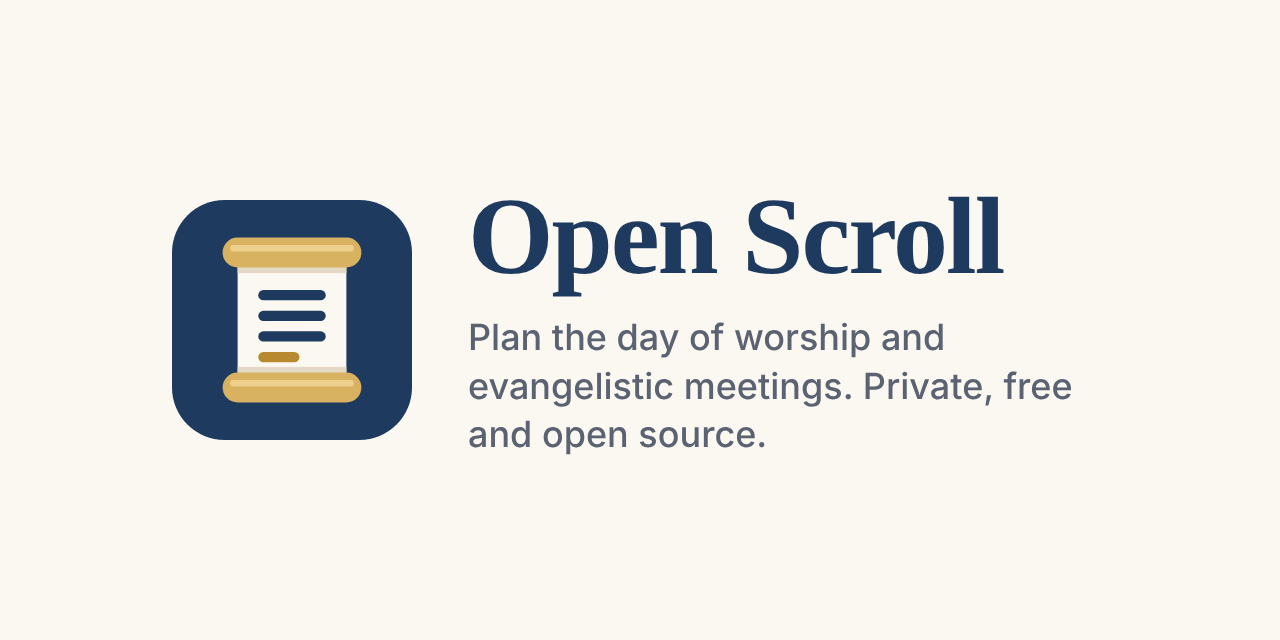 Open Scroll
Plan the day of worship and
evangelistic meetings. Private, free
and open source.